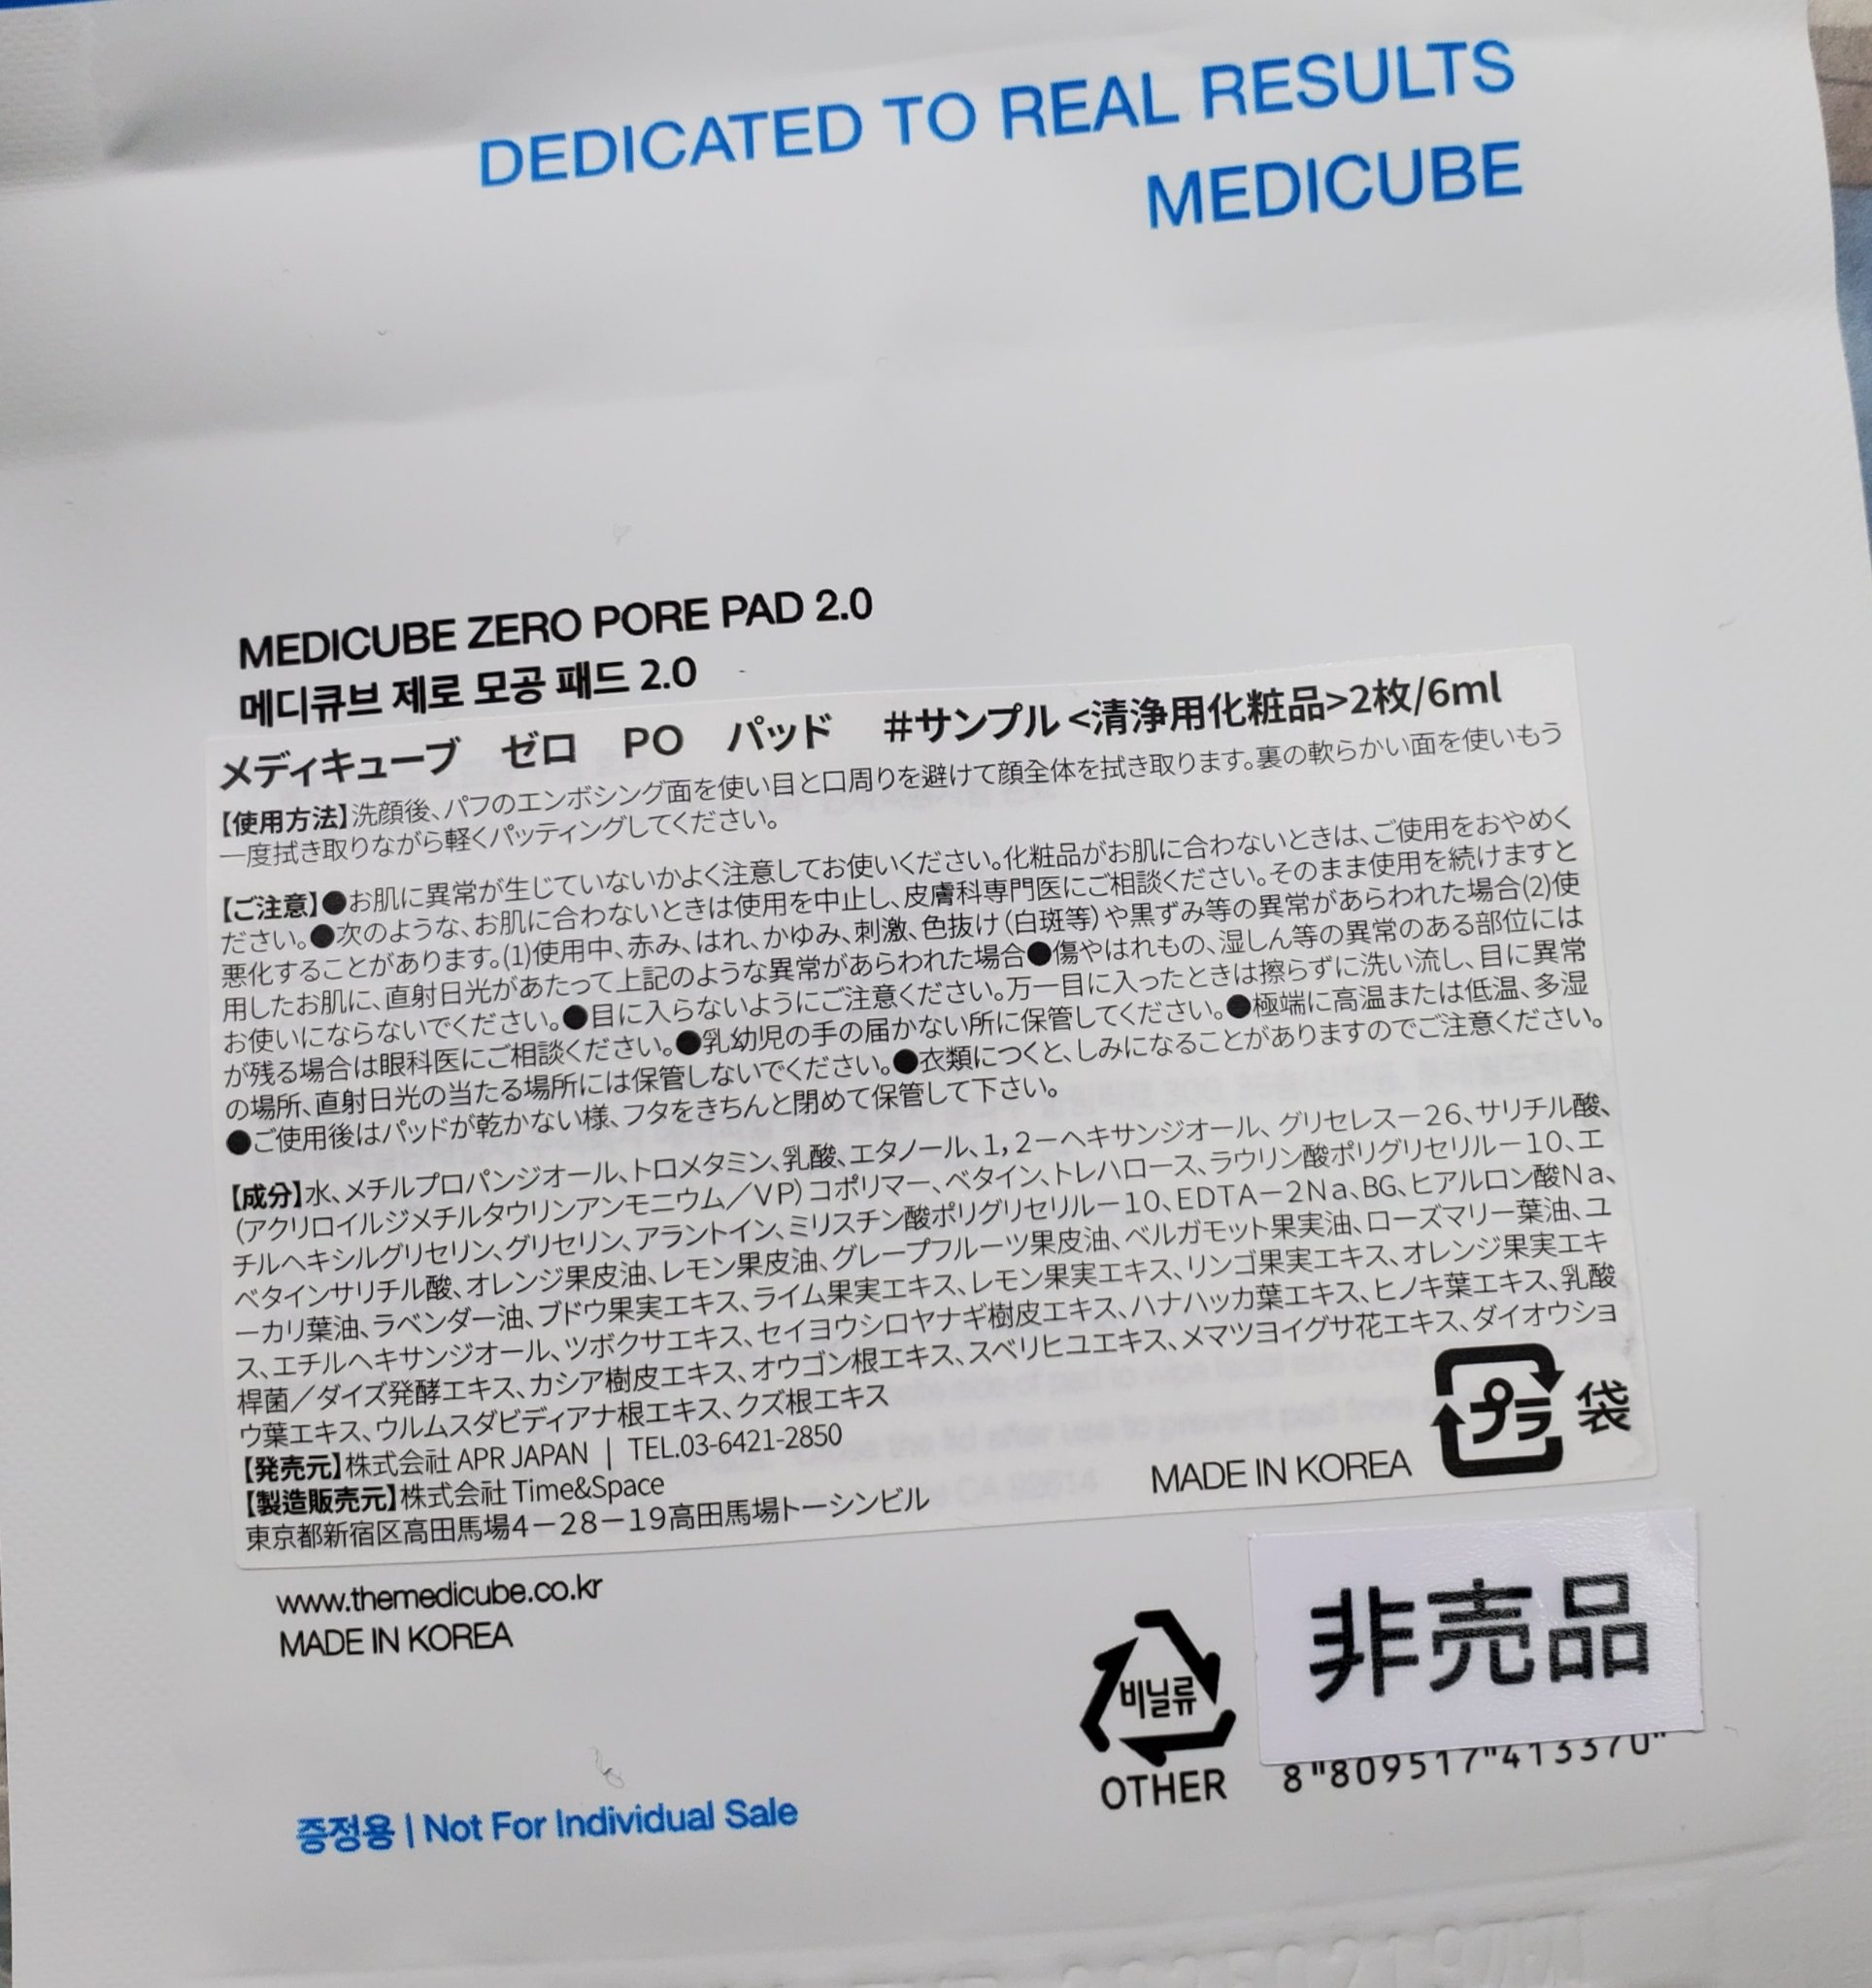 DEDICATED TO REAL RESULTS
MEDICUBE
MEDICUBE ZERO PORE PAD 2.0
메디큐브 제로 모공 패드 2.0
メディキューブ　ゼロ　PO　パッド　#サンプル<清浄用化粧品>2枚/6ml
【使用方法】洗顔後、パフのエンボシング面を使い目と口周りを避けて顔全体を拭き取ります。裏の軟らかい面を使いもう
一度拭き取りながら軽くパッティングしてください。
【ご注意】●お肌に異常が生じていないかよく注意してお使いください。化粧品がお肌に合わないときは、ご使用をおやめく
ださい。●次のような、お肌に合わないときは使用を中止し、皮膚科専門医にご相談ください。そのまま使用を続けますと
悪化することがあります。(1)使用中、赤み、はれ、かゆみ、刺激、色抜け(白斑等)や黒ずみ等の異常があらわれた場合(2)使
用したお肌に、直射日光があたって上記のような異常があらわれた場合●傷やはれもの、湿しん等の異常のある部位には
お使いにならないでください。●目に入らないようにご注意ください。万一目に入ったときは擦らずに洗い流し、目に異常
が残る場合は眼科医にご相談ください。●乳幼児の手の届かない所に保管してください。●極端に高温または低温、多湿
の場所、直射日光の当たる場所には保管しないでください。●衣類につくと、しみになることがありますのでご注意ください。
●ご使用後はパッドが乾かない様、フタをきちんと閉めて保管して下さい。
【成分】水、メチルプロパンジオール、トロメタミン、乳酸、エタノール、1,2－ヘキサンジオール、グリセレス－26、サリチル酸、
(アクリロイルジメチルタウリンアンモニウム／VP)コポリマー、ベタイン、トレハロース、ラウリン酸ポリグリセリル－10、エ
チルヘキシルグリセリン、グリセリン、アラントイン、ミリスチン酸ポリグリセリル－10、EDTA－2Na、BG、ヒアルロン酸Na、
ベタインサリチル酸、オレンジ果皮油、レモン果皮油、グレープフルーツ果皮油、ベルガモット果実油、ローズマリー葉油、ユ
ーカリ葉油、ラベンダー油、ブドウ果実エキス、ライム果実エキス、レモン果実エキス、リンゴ果実エキス、オレンジ果実エキ
ス、エチルヘキサンジオール、ツボクサエキス、セイヨウシロヤナギ樹皮エキス、ハナハッカ葉エキス、ヒノキ葉エキス、乳酸
桿菌／ダイズ発酵エキス、カシア樹皮エキス、オウゴン根エキス、スベリヒユエキス、メマツヨイグサ花エキス、ダイオウショ
ウ葉エキス、ウルムスダビディアナ根エキス、クズ根エキス
【発売元】株式会社 APR JAPAN | TEL.03-6421-2850
【製造販売元】株式会社 Time&Space
東京都新宿区高田馬場4－28－19高田馬場トーシンビル
MADE IN KOREA
プラ
袋
www.themedicube.co.kr
MADE IN KOREA
비닐류
OTHER
非売品
8"809517"413370"
증정용 | Not For Individual Sale